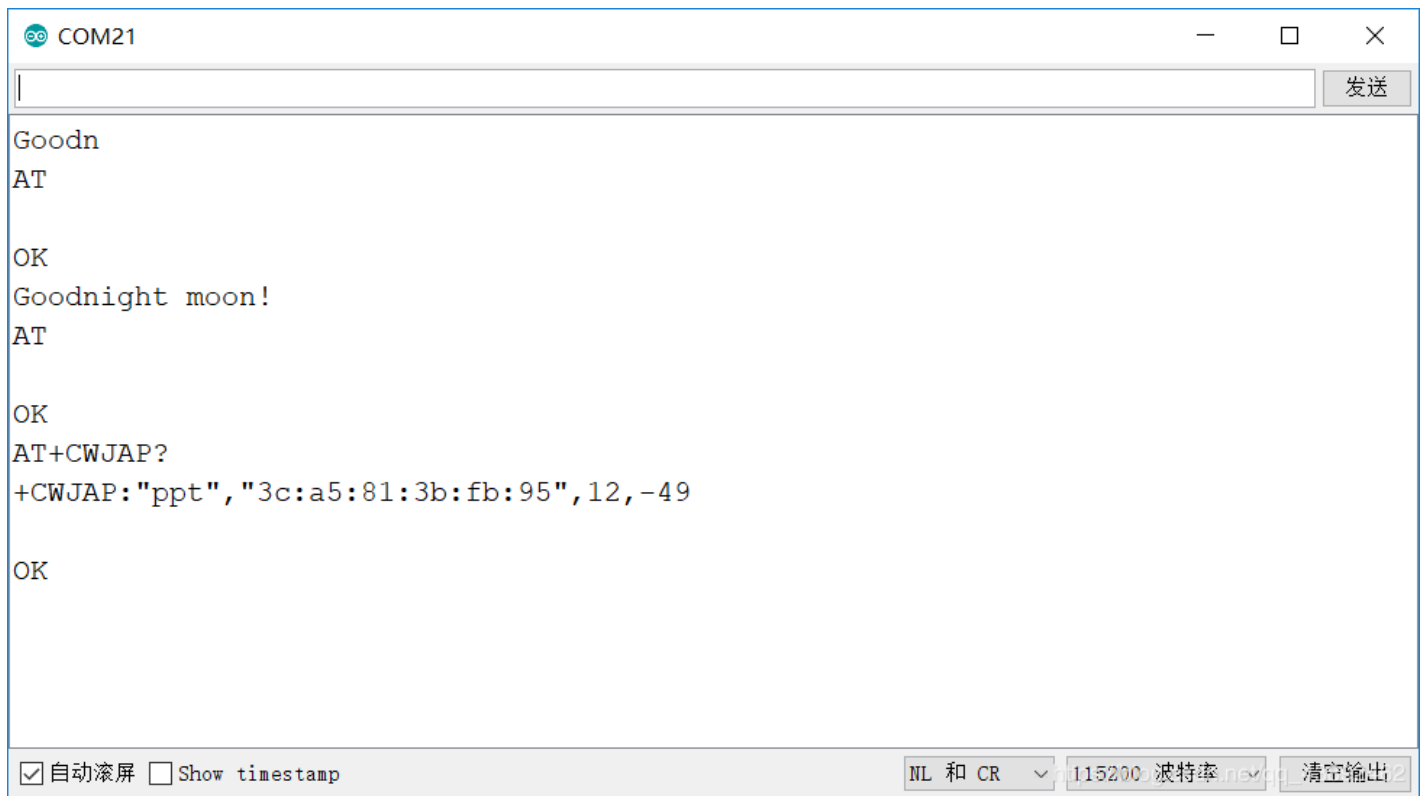 COM21
发送
Goodn
AT
OK
Goodnight moon!
AT
OK
AT+CWJAP?
+CWJAP:"ppt","3c:a5:81:3b:fb:95",12,-49
OK
自动滚屏 Show timestamp NL 和 CR 115200 波特率 清空输出